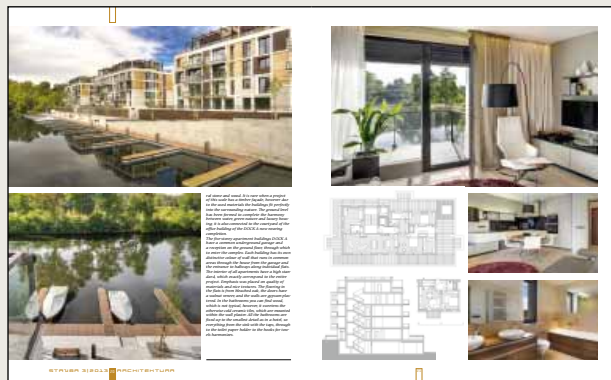 ral stone and wood. It is rare when a project
of this scale has a timber façade, however due
to the used materials the buildings fit perfectly
into the surrounding nature. The ground level
has been formed to complete the harmony
between water, green nature and luxury hous-
ing. It is also connected to the courtyard of the
office building of the DOCK A now nearing
completion.
The five-storey apartment buildings DOCK A
have a common underground garage and
a reception on the ground floor through which
to enter the complex. Each building has its own
distinctive colour of wall that runs in common
areas through the house from the garage and
the entrance to hallways along individual flats.
The interior of all apartments have a high stan-
dard, which exactly correspond to the entire
project. Emphasis was placed on quality of
materials and nice textures. The flooring in
the flats is from bleached oak, the doors have
a walnut veneer and the walls are gypsum plas-
tered. In the bathrooms you can find wood,
which is not typical, however it counters the
otherwise cold ceramic tiles, which are mounted
within the wall plaster. All the bathrooms are
fitted up to the smallest detail as in a hotel, so
everything from the sink with the taps, through
to the toilet paper holder to the hooks for tow-
els harmonises.
STAVBA 3|2013 ARCHITEKTURA